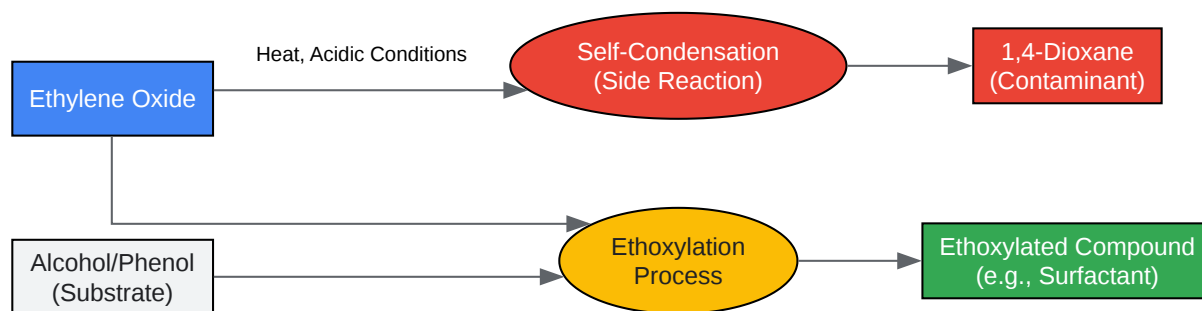 Ethylene Oxide
Heat, Acidic Conditions
Self-Condensation
(Side Reaction)
1,4-Dioxane
(Contaminant)
Alcohol/Phenol
(Substrate)
Ethoxylation
Process
Ethoxylated Compound
(e.g., Surfactant)